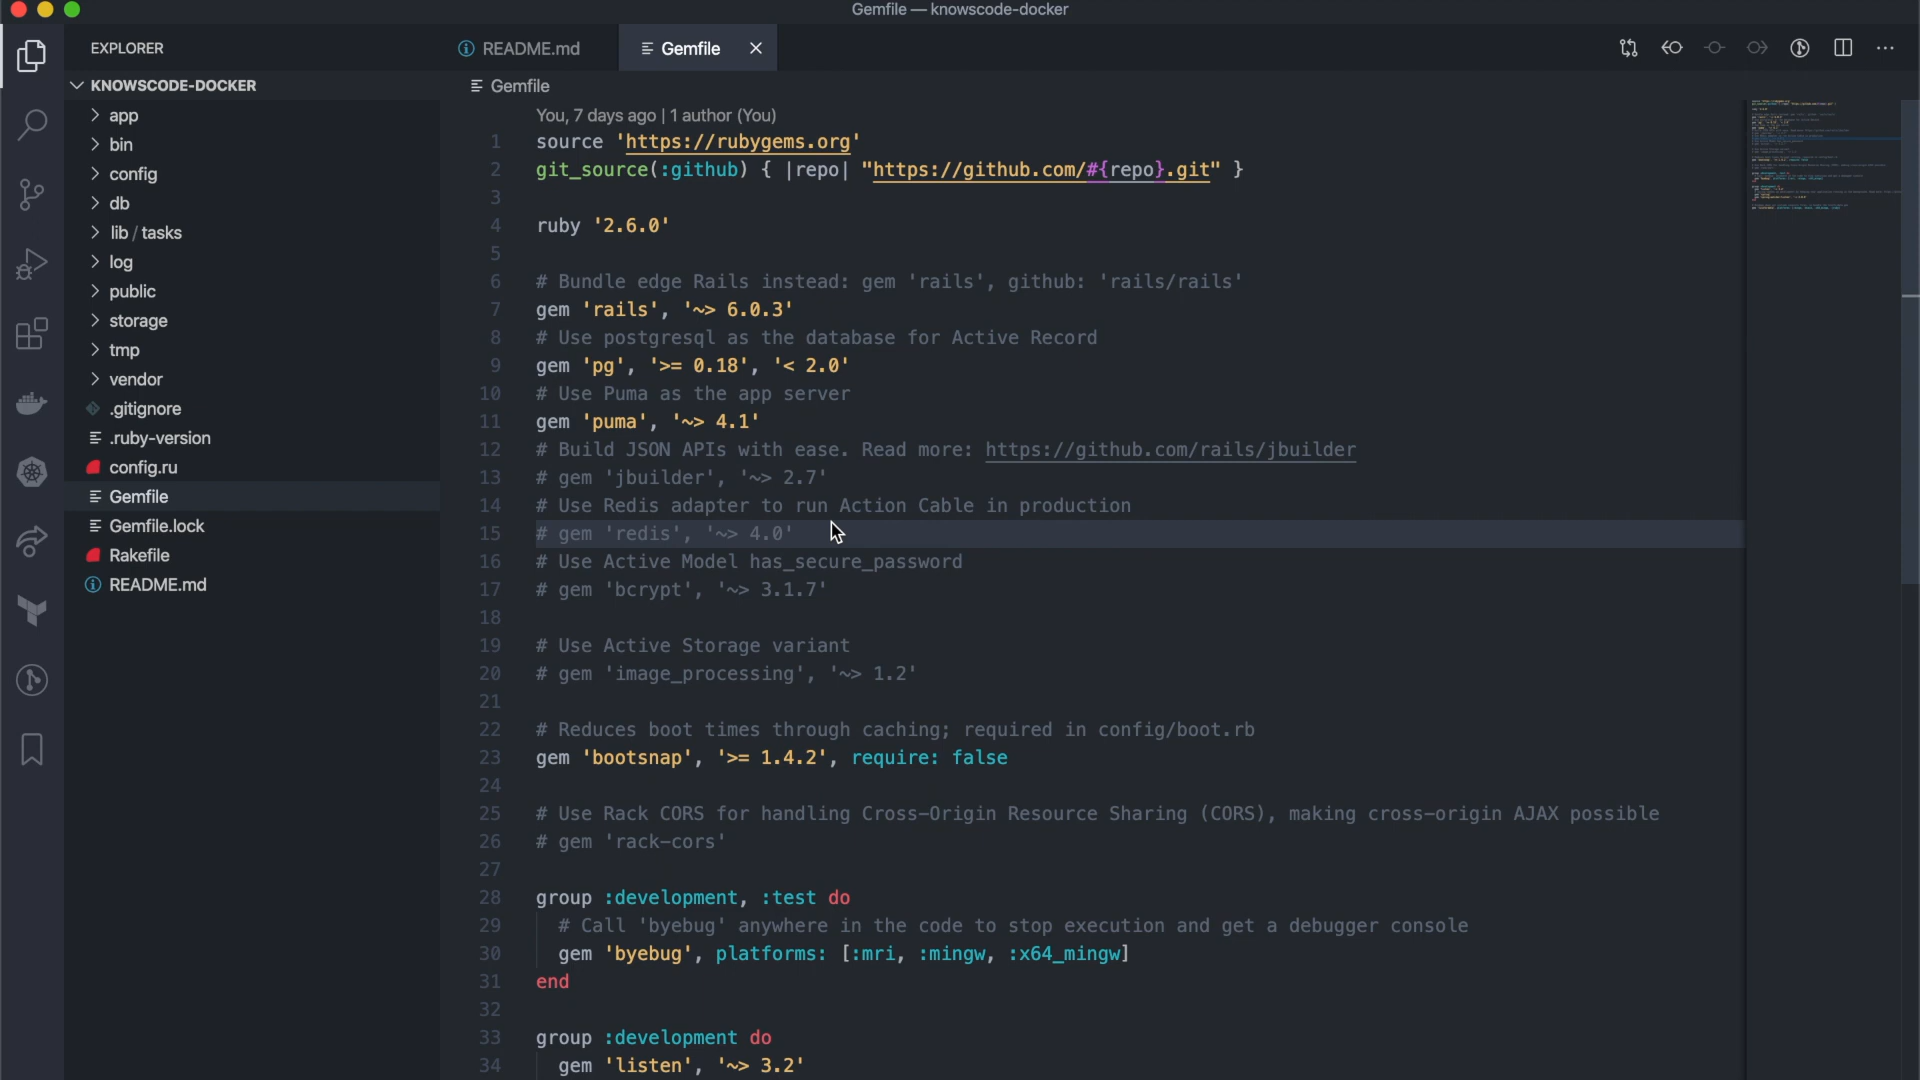 Gemfile — knowscode-docker
EXPLORER
README.md
Gemfile
KNOWSCODE-DOCKER
app
bin
config
db
lib / tasks
log
public
storage
tmp
vendor
.gitignore
.ruby-version
config.ru
Gemfile
Gemfile.lock
Rakefile
README.md
Gemfile
You, 7 days ago | 1 author (You)
1 source 'https://rubygems.org'
2 git_source(:github) { |repo| "https://github.com/#{repo}.git" }
3
4 ruby '2.6.0'
5
6 # Bundle edge Rails instead: gem 'rails', github: 'rails/rails'
7 gem 'rails', '~> 6.0.3'
8 # Use postgresql as the database for Active Record
9 gem 'pg', '>= 0.18', '< 2.0'
10 # Use Puma as the app server
11 gem 'puma', '~> 4.1'
12 # Build JSON APIs with ease. Read more: https://github.com/rails/jbuilder
13 # gem 'jbuilder', '~> 2.7'
14 # Use Redis adapter to run Action Cable in production
15 # gem 'redis', '~> 4.0'
16 # Use Active Model has_secure_password
17 # gem 'bcrypt', '~> 3.1.7'
18
19 # Use Active Storage variant
20 # gem 'image_processing', '~> 1.2'
21
22 # Reduces boot times through caching; required in config/boot.rb
23 gem 'bootsnap', '>= 1.4.2', require: false
24
25 # Use Rack CORS for handling Cross-Origin Resource Sharing (CORS), making cross-origin AJAX possible
26 # gem 'rack-cors'
27
28 group :development, :test do
29 # Call 'byebug' anywhere in the code to stop execution and get a debugger console
30 gem 'byebug', platforms: [:mri, :mingw, :x64_mingw]
31 end
32
33 group :development do
34 gem 'listen', '~> 3.2'